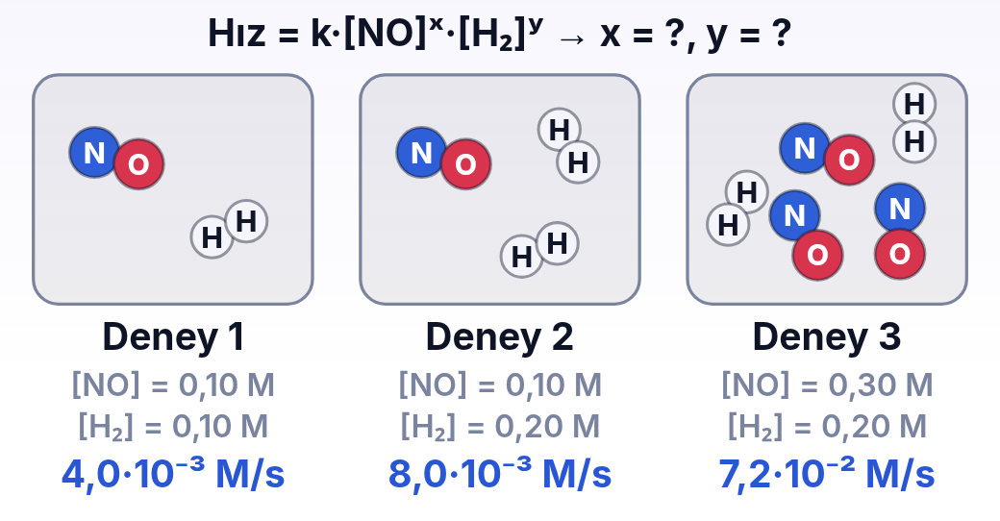 Hız = k·[NO]ˣ·[H₂]ʸ → x = ?, y = ?
N O
H H
N O
H H
H H
N O
H H
H H
N O
N O
Deney 1
[NO] = 0,10 M
[H₂] = 0,10 M
4,0·10⁻³ M/s
Deney 2
[NO] = 0,10 M
[H₂] = 0,20 M
8,0·10⁻³ M/s
Deney 3
[NO] = 0,30 M
[H₂] = 0,20 M
7,2·10⁻² M/s